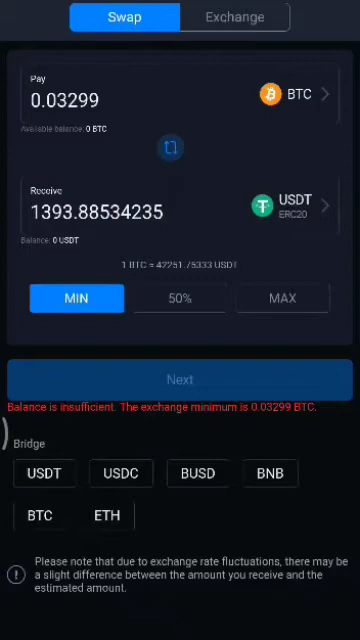 Swap Exchange
Pay
0.03299 BTC
Available balance: 0 BTC
Receive
1393.88534235 USDT
ERC20
Balance: 0 USDT
1 BTC = 42251.75333 USDT
MIN 50% MAX
Next
Balance is insufficient. The exchange minimum is 0.03299 BTC.
Bridge
USDT USDC BUSD BNB
BTC ETH
Please note that due to exchange rate fluctuations, there may be
a slight difference between the amount you receive and the
estimated amount.